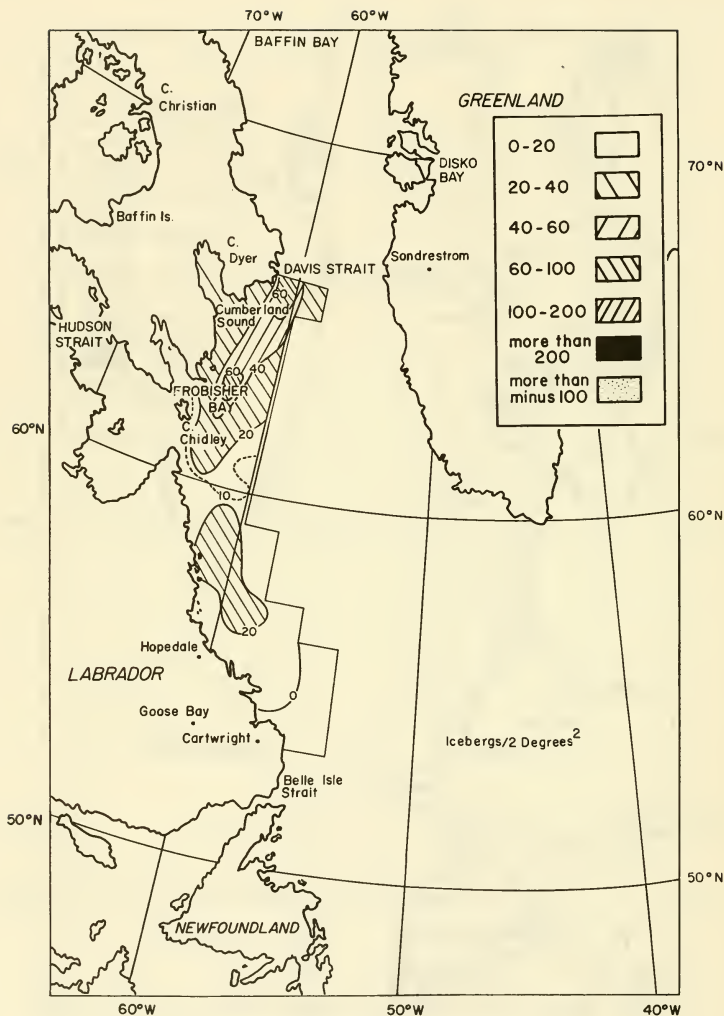 70°W
60°W
BAFFIN BAY
C.
Christian
GREENLAND
0-20
20-40
40-60
60-100
100-200
more than
200
more than
minus 100
DISKO
BAY
70°N
Baffin Is.
C.
Dyer
Sondrestrom
DAVIS STRAIT
60
Cumberland
Sound
HUDSON
STRAIT
40
60
FROBISHER
BAY
20
C.
Chidley
60°N
10
60°N
20
Hopedale
LABRADOR
0
Goose Bay
Cartwright
Icebergs/2 Degrees²
Belle Isle
Strait
50°N
50°N
NEWFOUNDLAND
60°W
50°W
40°W